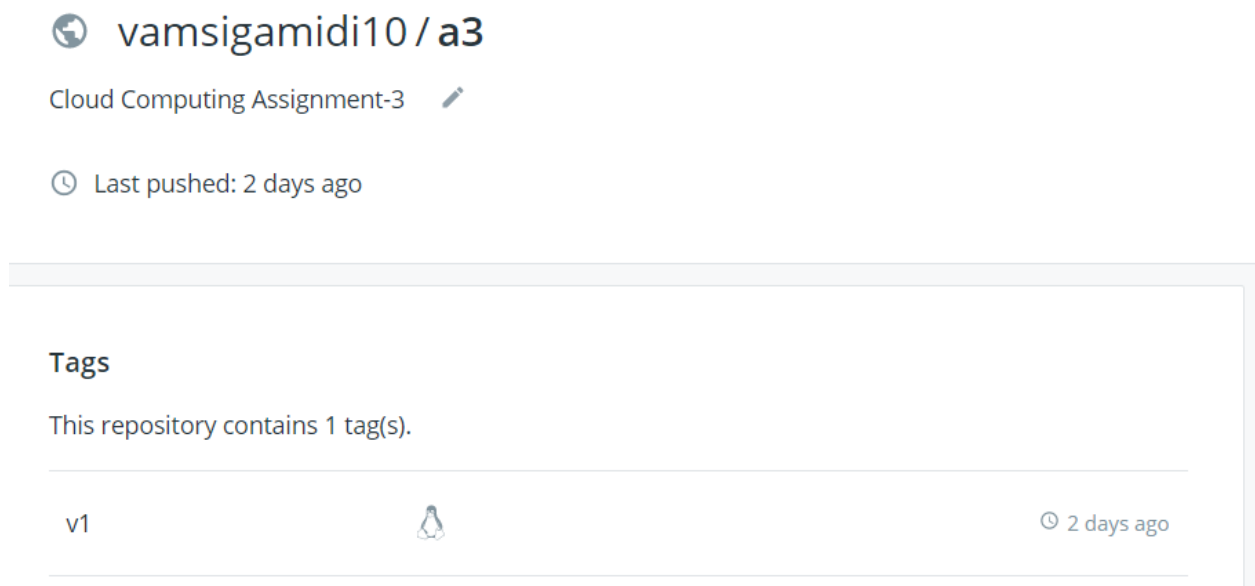 vamsigamidi10 / a3
Cloud Computing Assignment-3
Last pushed: 2 days ago
Tags
This repository contains 1 tag(s).
v1 2 days ago